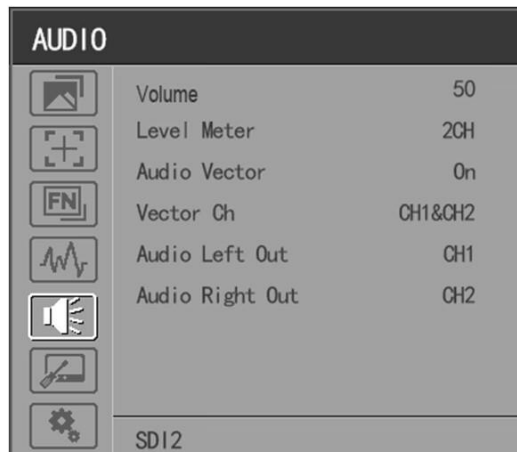 AUDIO
Volume 50
Level Meter 2CH
Audio Vector On
FN
Vector Ch CH1&CH2
Audio Left Out CH1
Audio Right Out CH2
SDI2